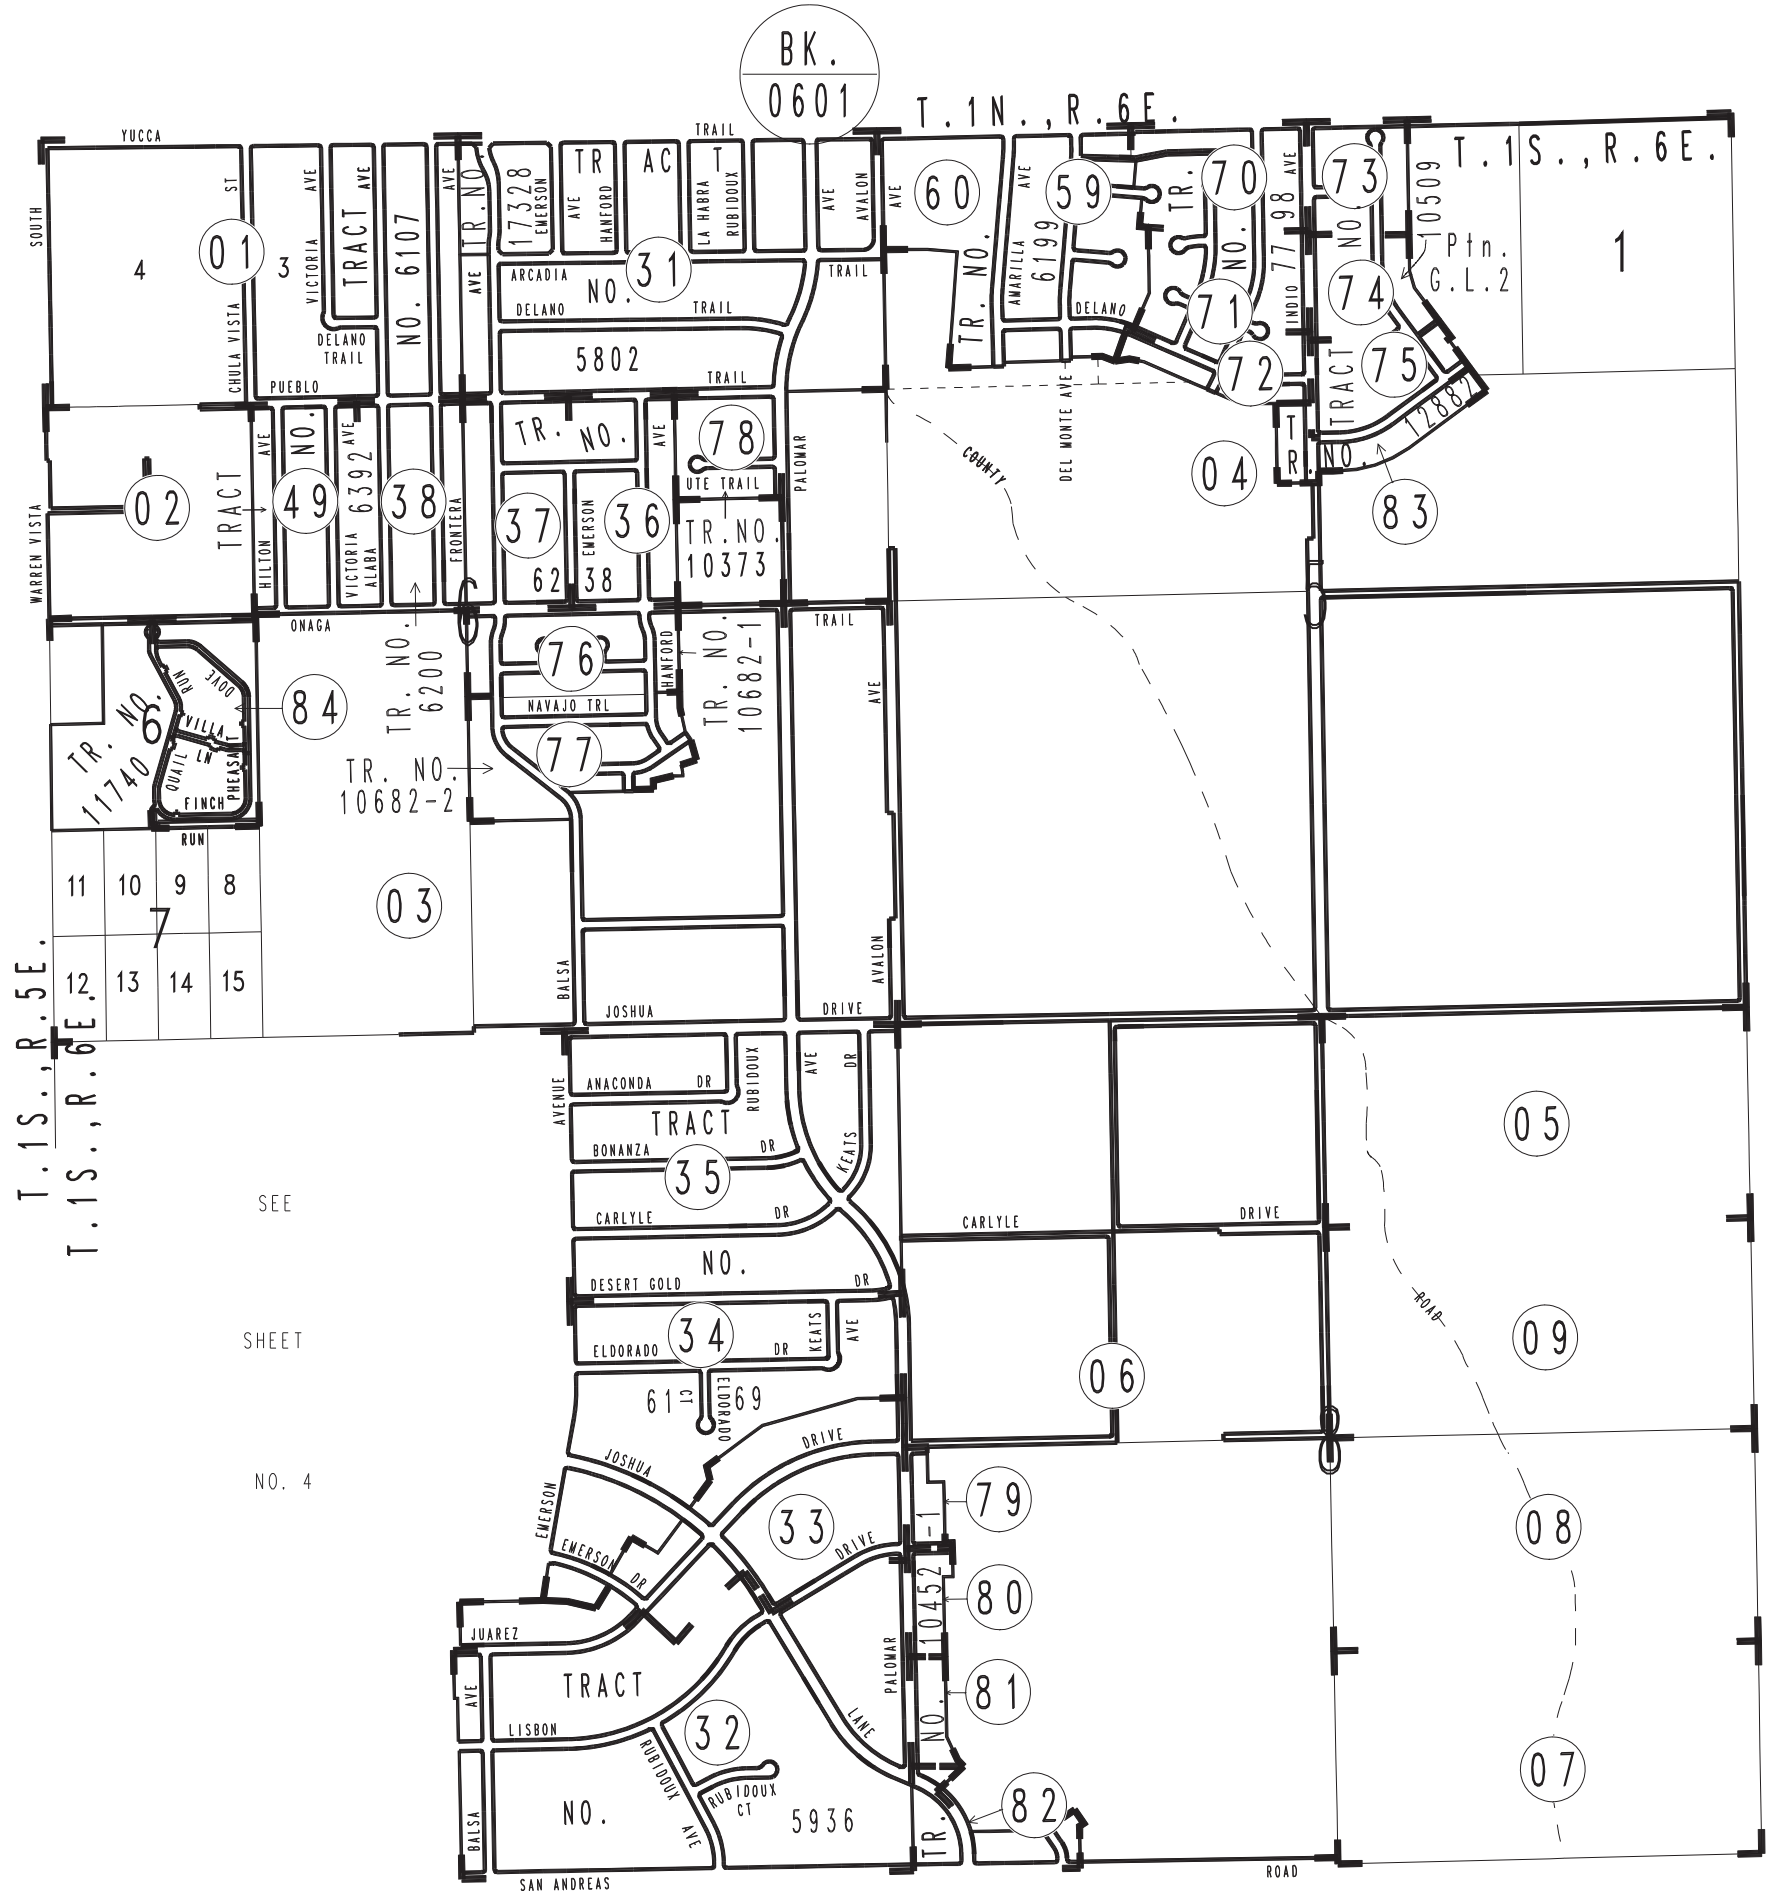 BK.
0601
T.1N.,R.6E.
T.1S.,R.6E.
YUCCA
TRAIL
SOUTH
ST
AVE
AVE
AVE
TR.NO.
17328
EMERSON
TR
ACT
AVE
HANFORD
LA HABRA
RUBIDOUX
AVE
AVALON
AVE
60
AVE
59
TR.
70
AVE
73
10509
4
01
3
VICTORIA
TRACT
NO. 6107
AVE
31
ARCADIA
TRAIL
NO.
DELANO
TRAIL
TR. NO.
AMARILLA
6199
NO.
INDIO
7798
NO.
Ptn.
G.L.2
1
CHULA VISTA
DELANO
TRAIL
5802
DELANO
71
74
72
75
TRACT
PUEBLO
TRAIL
12882
DEL MONTE AVE
AVE
NO.
AVE
TR. NO.
AVE
78
PALOMAR
COUNTY
04
TR.
NO.
83
02
TRACT
49
6392
38
37
36
UTE TRAIL
TR.NO.
10373
WARREN VISTA
HILTON
VICTORIA
ALABA
FRONTERA
EMERSON
6238
ONAGA
TRAIL
TR. NO.
6200
76
HANFORD
TR. NO.
10682-1
NAVAJO TRL
77
AVE
TR. NO.
11740
6
RUN
DOVE
84
VILLA
LN
QUAIL
PHEASANT
FINCH
RUN
TR. NO.
10682-2
11
10
9
8
7
12
13
14
15
03
T.1S.,R.5E.
T.1S.,R.6E.
BALSA
AVALON
JOSHUA
DRIVE
AVENUE
ANACONDA
DR
RUBIDOUX
AVE
DR
KEATS
TRACT
BONANZA
DR
35
CARLYLE
DR
CARLYLE
DRIVE
05
SEE
NO.
DESERT GOLD
DR
ROAD
SHEET
34
KEATS
AVE
ELDORADO
DR
06
09
6169
CT
ELDORADO
NO. 4
JOSHUA
DRIVE
EMERSON
33
DRIVE
79
08
EMERSON
DR
80
JUAREZ
TR. NO. 10452-1
TRACT
PALOMAR
81
AVE
LISBON
32
LANE
RUBIDOUX
AVE
RUBIDOUX
CT
07
BALSA
NO.
5936
82
SAN ANDREAS
ROAD